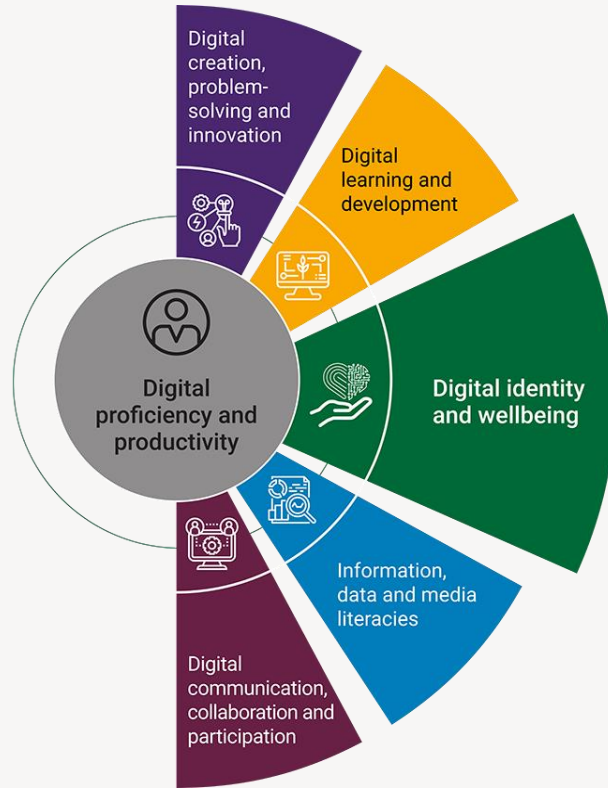 Digital
creation,
problem-
solving and
innovation
Digital
learning and
development
Digital
proficiency and
productivity
Digital identity
and wellbeing
Information,
data and media
literacies
Digital
communication,
collaboration and
participation